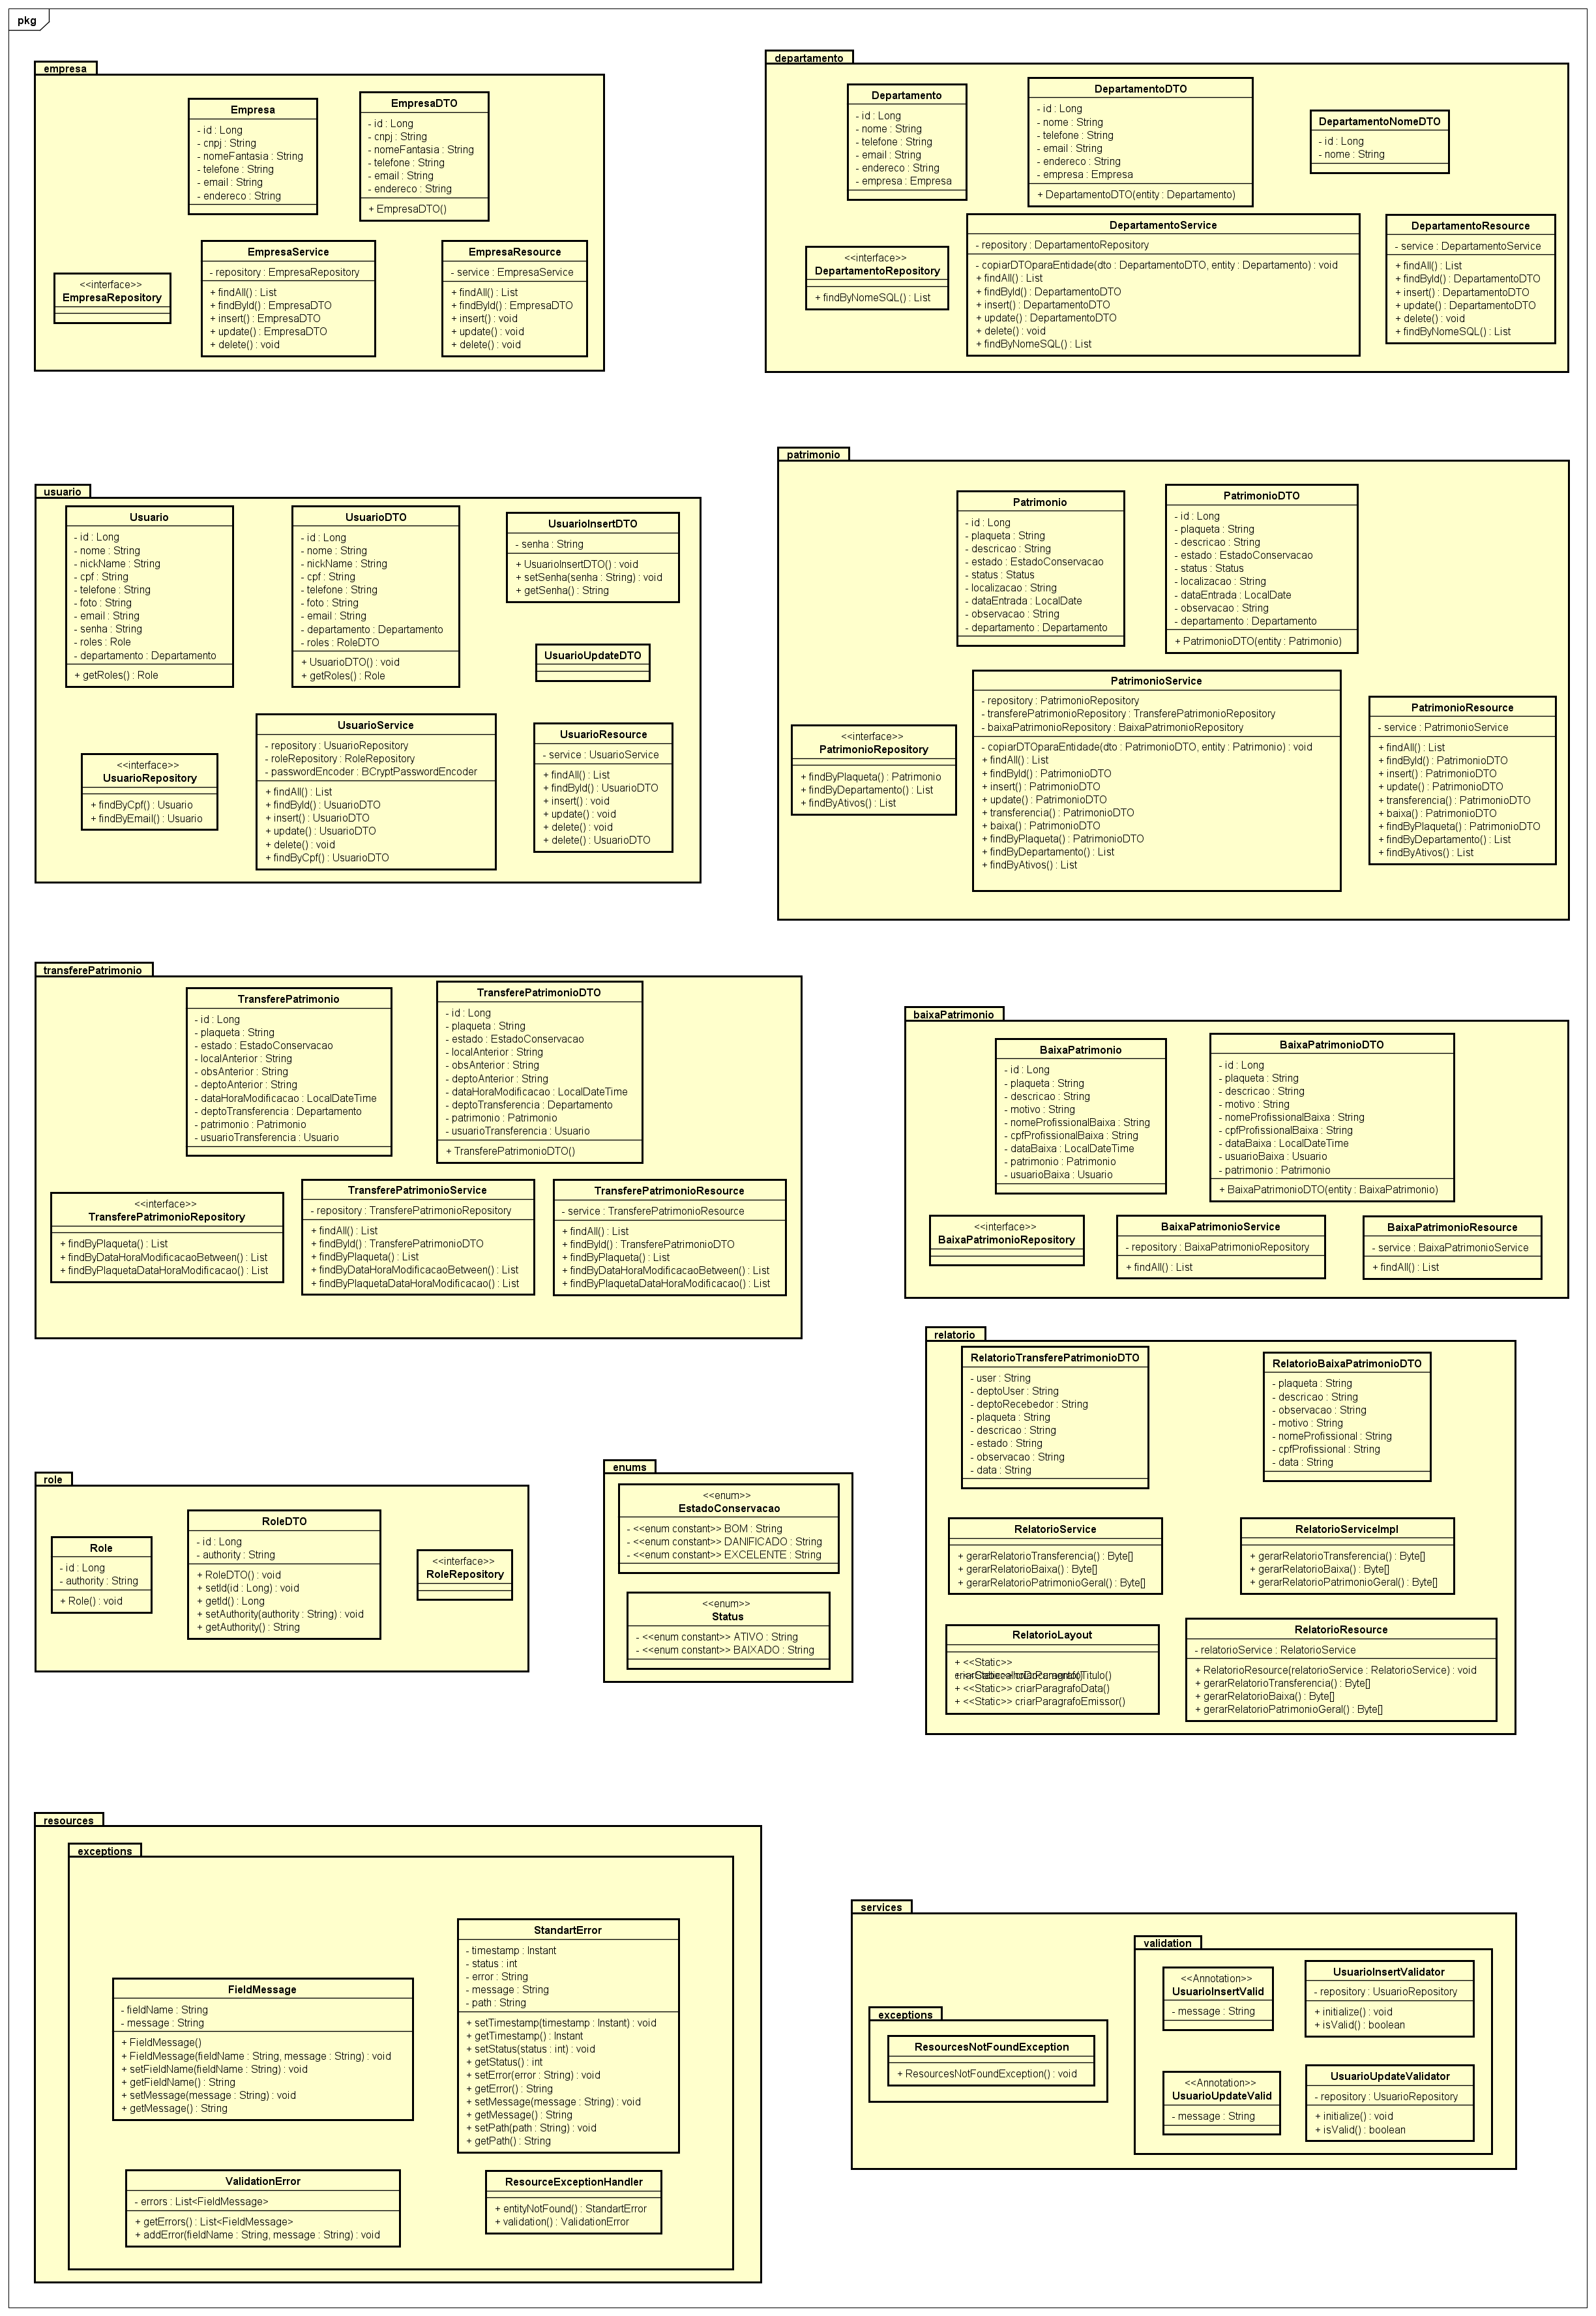 pkg
empresa
Empresa
- id : Long
- cnpj : String
- nomeFantasia : String
- telefone : String
- email : String
- endereco : String
EmpresaDTO
- id : Long
- cnpj : String
- nomeFantasia : String
- telefone : String
- email : String
- endereco : String
+ EmpresaDTO()
<<interface>>
EmpresaRepository
EmpresaService
- repository : EmpresaRepository
+ findAll() : List
+ findById() : EmpresaDTO
+ insert() : EmpresaDTO
+ update() : EmpresaDTO
+ delete() : void
EmpresaResource
- service : EmpresaService
+ findAll() : List
+ findById() : EmpresaDTO
+ insert() : void
+ update() : void
+ delete() : void
departamento
Departamento
- id : Long
- nome : String
- telefone : String
- email : String
- endereco : String
- empresa : Empresa
DepartamentoDTO
- id : Long
- nome : String
- telefone : String
- email : String
- endereco : String
- empresa : Empresa
+ DepartamentoDTO(entity : Departamento)
DepartamentoNomeDTO
- id : Long
- nome : String
<<interface>>
DepartamentoRepository
+ findByNomeSQL() : List
DepartamentoService
- repository : DepartamentoRepository
- copiarDTOparaEntidade(dto : DepartamentoDTO, entity : Departamento) : void
+ findAll() : List
+ findById() : DepartamentoDTO
+ insert() : DepartamentoDTO
+ update() : DepartamentoDTO
+ delete() : void
+ findByNomeSQL() : List
DepartamentoResource
- service : DepartamentoService
+ findAll() : List
+ findById() : DepartamentoDTO
+ insert() : DepartamentoDTO
+ update() : DepartamentoDTO
+ delete() : void
+ findByNomeSQL() : List
usuario
Usuario
- id : Long
- nome : String
- nickName : String
- cpf : String
- telefone : String
- foto : String
- email : String
- senha : String
- roles : Role
- departamento : Departamento
+ getRoles() : Role
UsuarioDTO
- id : Long
- nome : String
- nickName : String
- cpf : String
- telefone : String
- foto : String
- email : String
- departamento : Departamento
- roles : RoleDTO
+ UsuarioDTO() : void
+ getRoles() : Role
UsuarioInsertDTO
- senha : String
+ UsuarioInsertDTO() : void
+ setSenha(senha : String) : void
+ getSenha() : String
UsuarioUpdateDTO
<<interface>>
UsuarioRepository
+ findByCpf() : Usuario
+ findByEmail() : Usuario
UsuarioService
- repository : UsuarioRepository
- roleRepository : RoleRepository
- passwordEncoder : BCryptPasswordEncoder
+ findAll() : List
+ findById() : UsuarioDTO
+ insert() : UsuarioDTO
+ update() : UsuarioDTO
+ delete() : void
+ findByCpf() : UsuarioDTO
UsuarioResource
- service : UsuarioService
+ findAll() : List
+ findById() : UsuarioDTO
+ insert() : void
+ update() : void
+ delete() : void
+ delete() : UsuarioDTO
patrimonio
Patrimonio
- id : Long
- plaqueta : String
- descricao : String
- estado : EstadoConservacao
- status : Status
- localizacao : String
- dataEntrada : LocalDate
- observacao : String
- departamento : Departamento
PatrimonioDTO
- id : Long
- plaqueta : String
- descricao : String
- estado : EstadoConservacao
- status : Status
- localizacao : String
- dataEntrada : LocalDate
- observacao : String
- departamento : Departamento
+ PatrimonioDTO(entity : Patrimonio)
<<interface>>
PatrimonioRepository
+ findByPlaqueta() : Patrimonio
+ findByDepartamento() : List
+ findByAtivos() : List
PatrimonioService
- repository : PatrimonioRepository
- transferePatrimonioRepository : TransferePatrimonioRepository
- baixaPatrimonioRepository : BaixaPatrimonioRepository
- copiarDTOparaEntidade(dto : PatrimonioDTO, entity : Patrimonio) : void
+ findAll() : List
+ findById() : PatrimonioDTO
+ insert() : PatrimonioDTO
+ update() : PatrimonioDTO
+ transferencia() : PatrimonioDTO
+ baixa() : PatrimonioDTO
+ findByPlaqueta() : PatrimonioDTO
+ findByDepartamento() : List
+ findByAtivos() : List
PatrimonioResource
- service : PatrimonioService
+ findAll() : List
+ findById() : PatrimonioDTO
+ insert() : PatrimonioDTO
+ update() : PatrimonioDTO
+ transferencia() : PatrimonioDTO
+ baixa() : PatrimonioDTO
+ findByPlaqueta() : PatrimonioDTO
+ findByDepartamento() : List
+ findByAtivos() : List
transferePatrimonio
TransferePatrimonio
- id : Long
- plaqueta : String
- estado : EstadoConservacao
- localAnterior : String
- obsAnterior : String
- deptoAnterior : String
- dataHoraModificacao : LocalDateTime
- deptoTransferencia : Departamento
- patrimonio : Patrimonio
- usuarioTransferencia : Usuario
TransferePatrimonioDTO
- id : Long
- plaqueta : String
- estado : EstadoConservacao
- localAnterior : String
- obsAnterior : String
- deptoAnterior : String
- dataHoraModificacao : LocalDateTime
- deptoTransferencia : Departamento
- patrimonio : Patrimonio
- usuarioTransferencia : Usuario
+ TransferePatrimonioDTO()
<<interface>>
TransferePatrimonioRepository
+ findByPlaqueta() : List
+ findByDataHoraModificacaoBetween() : List
+ findByPlaquetaDataHoraModificacao() : List
TransferePatrimonioService
- repository : TransferePatrimonioRepository
+ findAll() : List
+ findById() : TransferePatrimonioDTO
+ findByPlaqueta() : List
+ findByDataHoraModificacaoBetween() : List
+ findByPlaquetaDataHoraModificacao() : List
TransferePatrimonioResource
- service : TransferePatrimonioResource
+ findAll() : List
+ findById() : TransferePatrimonioDTO
+ findByPlaqueta() : List
+ findByDataHoraModificacaoBetween() : List
+ findByPlaquetaDataHoraModificacao() : List
baixaPatrimonio
BaixaPatrimonio
- id : Long
- plaqueta : String
- descricao : String
- motivo : String
- nomeProfissionalBaixa : String
- cpfProfissionalBaixa : String
- dataBaixa : LocalDateTime
- patrimonio : Patrimonio
- usuarioBaixa : Usuario
BaixaPatrimonioDTO
- id : Long
- plaqueta : String
- descricao : String
- motivo : String
- nomeProfissionalBaixa : String
- cpfProfissionalBaixa : String
- dataBaixa : LocalDateTime
- usuarioBaixa : Usuario
- patrimonio : Patrimonio
+ BaixaPatrimonioDTO(entity : BaixaPatrimonio)
<<interface>>
BaixaPatrimonioRepository
BaixaPatrimonioService
- repository : BaixaPatrimonioRepository
+ findAll() : List
BaixaPatrimonioResource
- service : BaixaPatrimonioService
+ findAll() : List
relatorio
RelatorioTransferePatrimonioDTO
- user : String
- deptoUser : String
- deptoRecebedor : String
- plaqueta : String
- descricao : String
- estado : String
- observacao : String
- data : String
RelatorioBaixaPatrimonioDTO
- plaqueta : String
- descricao : String
- observacao : String
- motivo : String
- nomeProfissional : String
- cpfProfissional : String
- data : String
RelatorioService
+ gerarRelatorioTransferencia() : Byte[]
+ gerarRelatorioBaixa() : Byte[]
+ gerarRelatorioPatrimonioGeral() : Byte[]
RelatorioServiceImpl
+ gerarRelatorioTransferencia() : Byte[]
+ gerarRelatorioBaixa() : Byte[]
+ gerarRelatorioPatrimonioGeral() : Byte[]
RelatorioLayout
+ <<Static>>
+ <<Static>> criarParagrafoData()
+ <<Static>> criarParagrafoEmissor()
RelatorioResource
- relatorioService : RelatorioService
+ RelatorioResource(relatorioService : RelatorioService) : void
+ gerarRelatorioTransferencia() : Byte[]
+ gerarRelatorioBaixa() : Byte[]
+ gerarRelatorioPatrimonioGeral() : Byte[]
role
Role
- id : Long
- authority : String
+ Role() : void
RoleDTO
- id : Long
- authority : String
+ RoleDTO() : void
+ setId(id : Long) : void
+ getId() : Long
+ setAuthority(authority : String) : void
+ getAuthority() : String
<<interface>>
RoleRepository
enums
<<enum>>
EstadoConservacao
- <<enum constant>> BOM : String
- <<enum constant>> DANIFICADO : String
- <<enum constant>> EXCELENTE : String
<<enum>>
Status
- <<enum constant>> ATIVO : String
- <<enum constant>> BAIXADO : String
resources
exceptions
FieldMessage
- fieldName : String
- message : String
+ FieldMessage()
+ FieldMessage(fieldName : String, message : String) : void
+ setFieldName(fieldName : String) : void
+ getFieldName() : String
+ setMessage(message : String) : void
+ getMessage() : String
StandartError
- timestamp : Instant
- status : int
- error : String
- message : String
- path : String
+ setTimestamp(timestamp : Instant) : void
+ getTimestamp() : Instant
+ setStatus(status : int) : void
+ getStatus() : int
+ setError(error : String) : void
+ getError() : String
+ setMessage(message : String) : void
+ getMessage() : String
+ setPath(path : String) : void
+ getPath() : String
ValidationError
- errors : List<FieldMessage>
+ getErrors() : List<FieldMessage>
+ addError(fieldName : String, message : String) : void
ResourceExceptionHandler
+ entityNotFound() : StandartError
+ validation() : ValidationError
services
exceptions
ResourcesNotFoundException
+ ResourcesNotFoundException() : void
validation
<<Annotation>>
UsuarioInsertValid
- message : String
UsuarioInsertValidator
- repository : UsuarioRepository
+ initialize() : void
+ isValid() : boolean
<<Annotation>>
UsuarioUpdateValid
- message : String
UsuarioUpdateValidator
- repository : UsuarioRepository
+ initialize() : void
+ isValid() : boolean